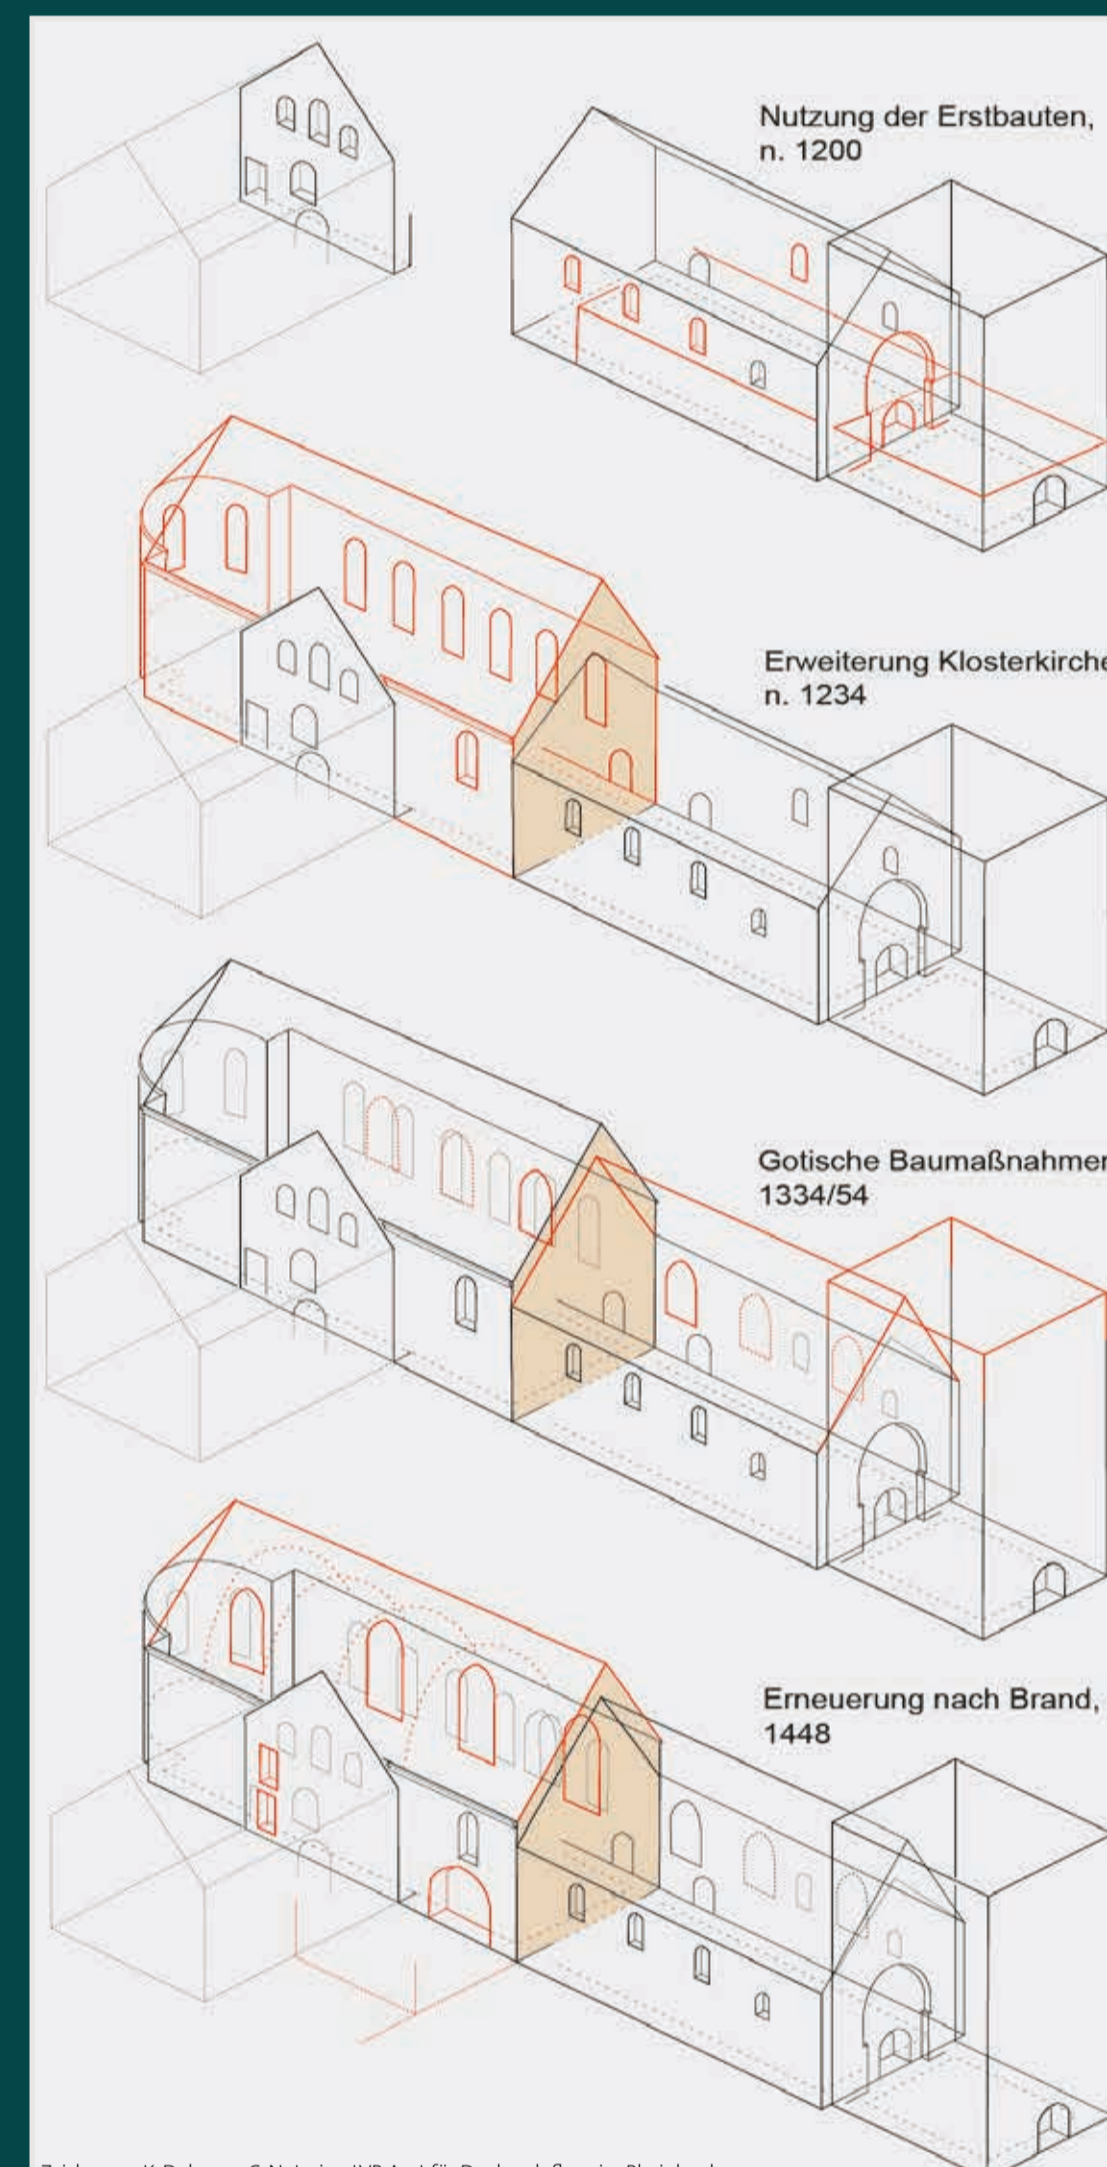 Nutzung der Erstbauten,
n. 1200
Erweiterung Klosterkirche
n. 1234
Gotische Baumaßnahmen
1334/54
Erneuerung nach Brand,
1448